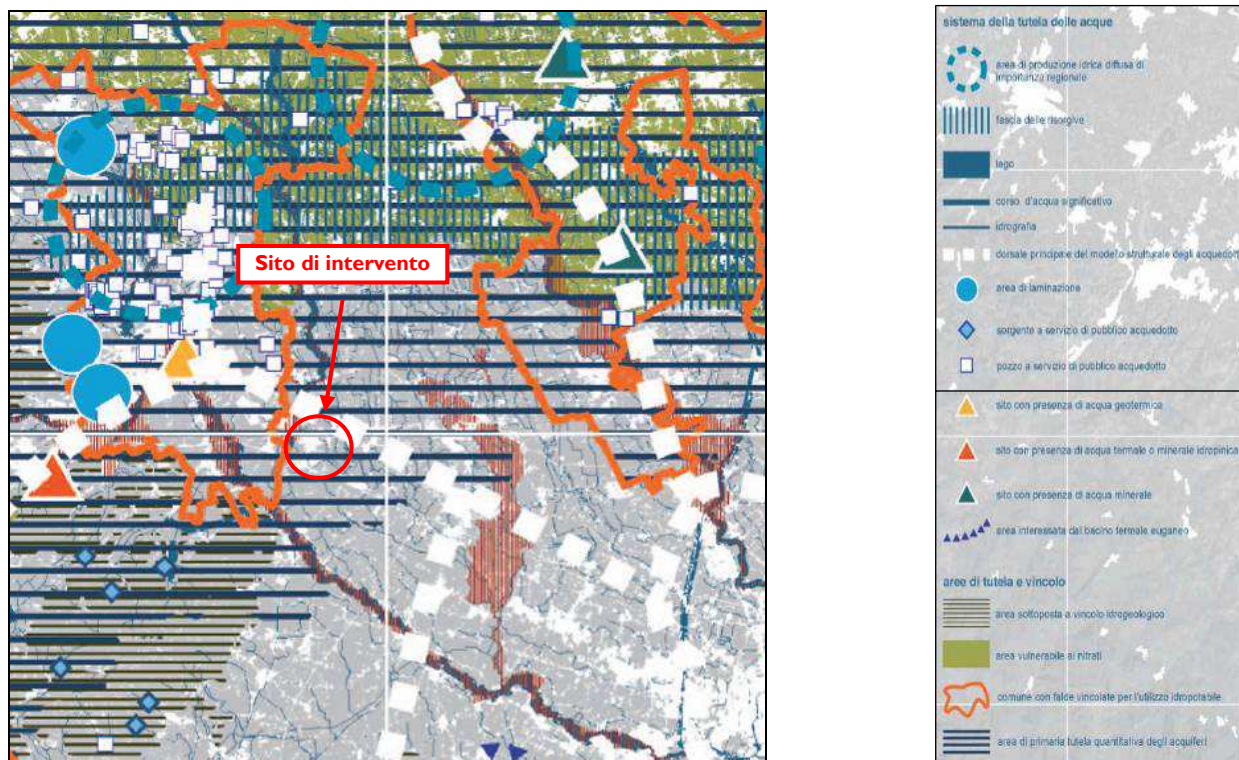 Sito di intervento
sistema della tutela delle acque
area di produzione idrica diffusa di
importanza regionale
fascia delle risorgive
lago
corso d'acqua significativo
idrografia
dorsale principale del modello strutturale degli acquedotti
area di laminazione
sorgente a servizio di pubblico acquedotto
pozzo a servizio di pubblico acquedotto
sito con presenza di acqua geotermica
sito con presenza di acqua termale o minerale idropinica
sito con presenza di acqua minerale
area interessata dal bacino termale euganeo
aree di tutela e vincolo
area sottoposta a vincolo idrogeologico
area vulnerabile ai nitrati
comune con falde vincolate per l'utilizzo idropotabile
area di primaria tutela quantitativa degli acquiferi